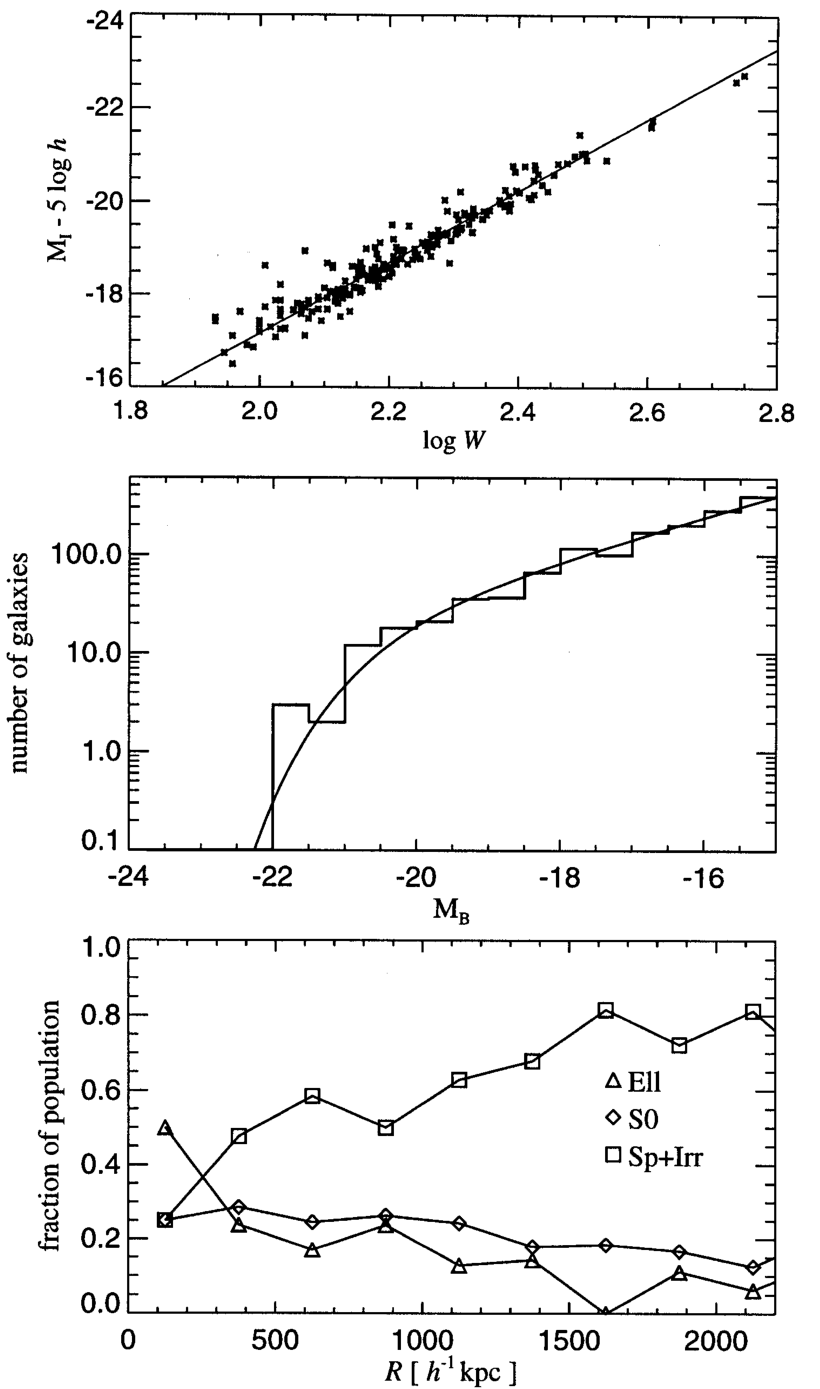 -24
-22
-20
-18
-16
M_I - 5 log h
1.8 2.0 2.2 2.4 2.6 2.8
log W
100.0
10.0
1.0
0.1
number of galaxies
-24 -22 -20 -18 -16
M_B
1.0
0.8
0.6
0.4
0.2
0.0
fraction of population
Ell
S0
Sp+Irr
0 500 1000 1500 2000
R [ h⁻¹ kpc ]